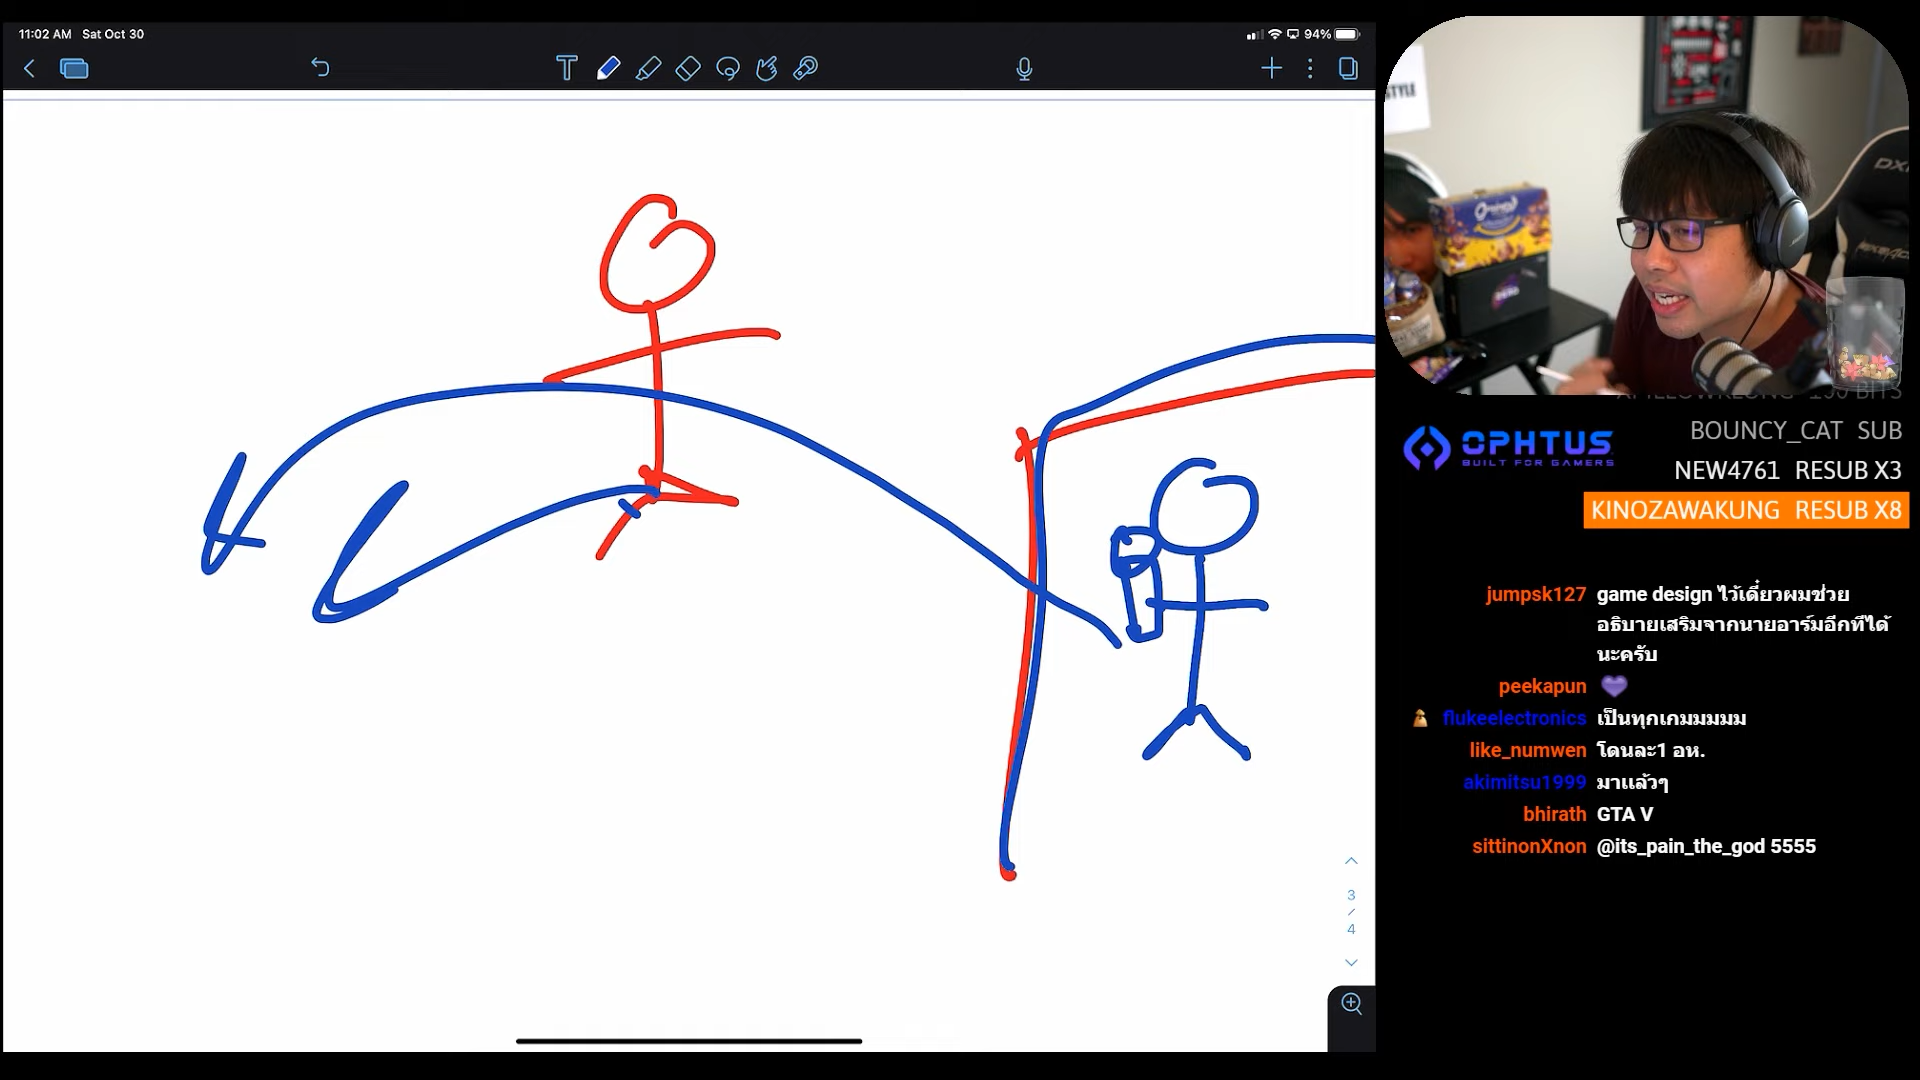 11:02 AM Sat Oct 30
94%
T
3
/
4
STYLE
OPHTUS
BUILT FOR GAMERS
BOUNCY_CAT SUB
NEW4761 RESUB X3
KINOZAWAKUNG RESUB X8
jumpsk127 game design ไว้เดี๋ยวผมช่วย
อธิบายเสริมจากนายอาร์มอีกทีได้
นะครับ
peekapun
flukeelectronics เป็นทุกเกมมมมม
like_numwen โดนละ1 อห.
akimitsu1999 มาแล้วๆ
bhirath GTA V
sittinonXnon @its_pain_the_god 5555